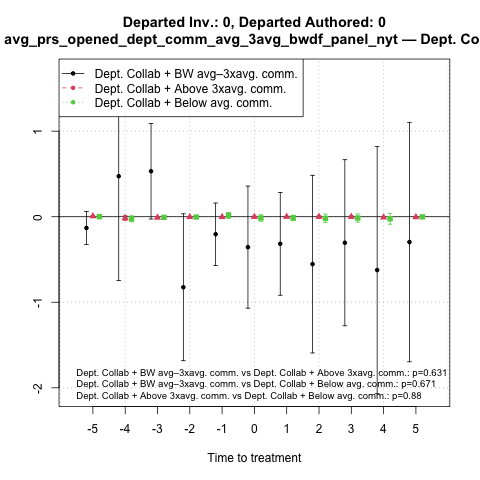 Departed Inv.: 0, Departed Authored: 0
avg_prs_opened_dept_comm_avg_3avg_bwdf_panel_nyt — Dept. Co
Dept. Collab + BW avg–3xavg. comm.
Dept. Collab + Above 3xavg. comm.
Dept. Collab + Below avg. comm.
1
0
-1
-2
Dept. Collab + BW avg–3xavg. comm. vs Dept. Collab + Above 3xavg. comm.: p=0.631
Dept. Collab + BW avg–3xavg. comm. vs Dept. Collab + Below avg. comm.: p=0.671
Dept. Collab + Above 3xavg. comm. vs Dept. Collab + Below avg. comm.: p=0.88
-5 -4 -3 -2 -1 0 1 2 3 4 5
Time to treatment